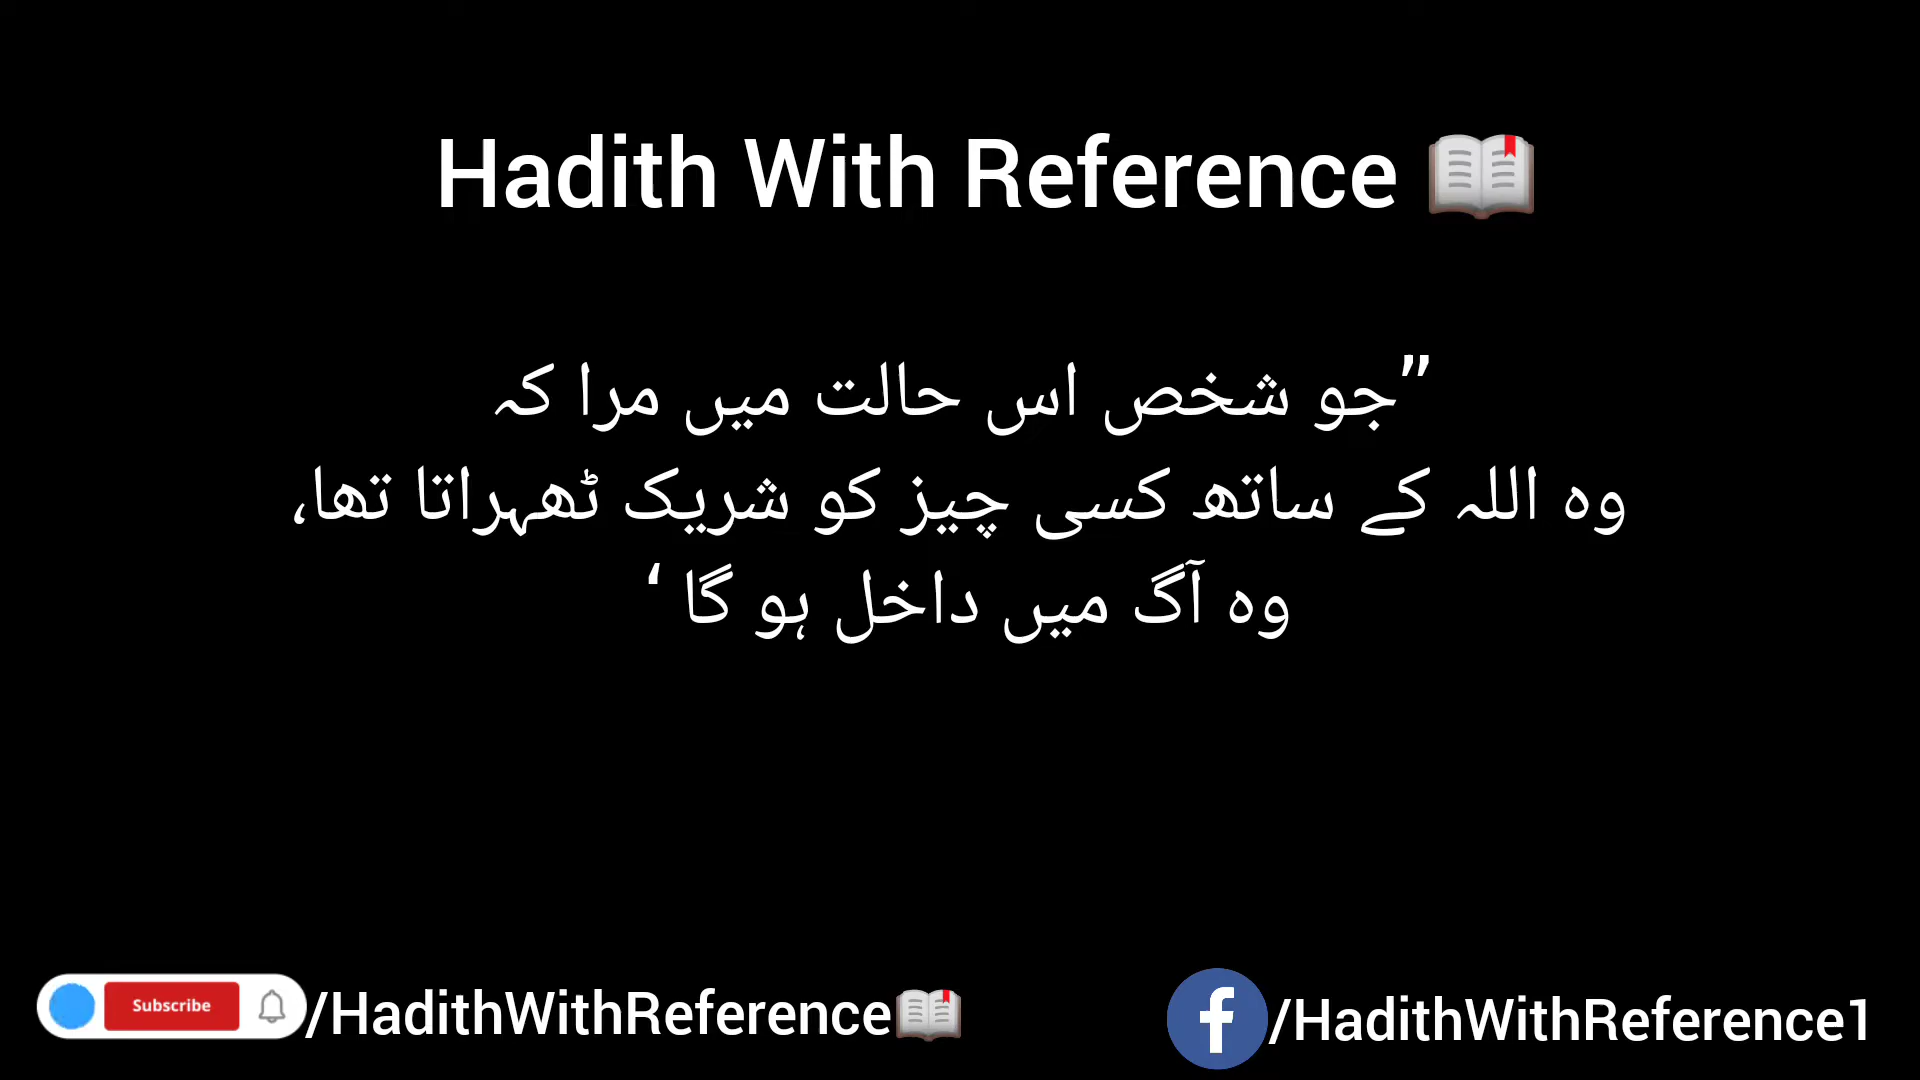 Hadith With Reference 📖
”جو شخص اس حالت میں مرا کہ
وہ اللہ کے ساتھ کسی چیز کو شریک ٹھہراتا تھا،
وہ آگ میں داخل ہو گا ‘
Subscribe
/HadithWithReference📖
f/HadithWithReference1